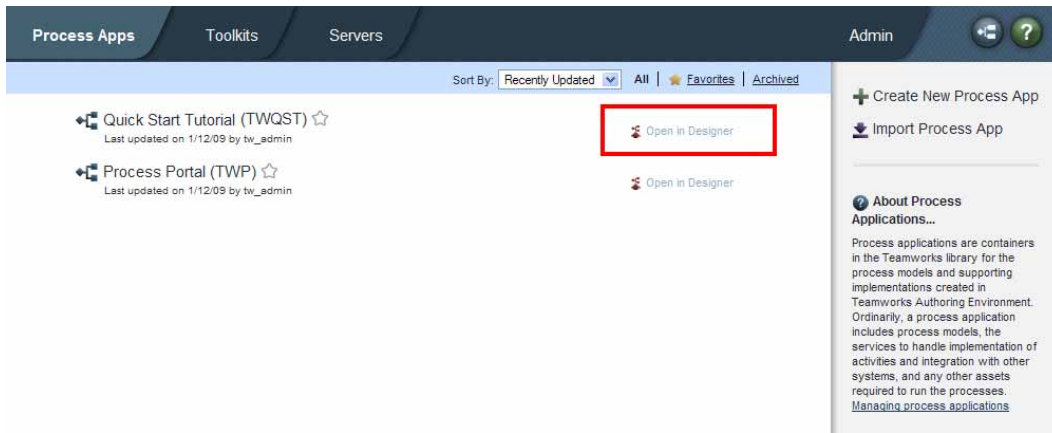 Process Apps Toolkits Servers Admin
Sort By: Recently Updated All | Favorites | Archived
Quick Start Tutorial (TWQST)
Last updated on 1/12/09 by tw_admin
Open in Designer
Process Portal (TWP)
Last updated on 1/12/09 by tw_admin
Open in Designer
Create New Process App
Import Process App
About Process
Applications...
Process applications are containers
in the Teamworks library for the
process models and supporting
implementations created in
Teamworks Authoring Environment.
Ordinarily, a process application
includes process models, the
services to handle implementation of
activities and integration with other
systems, and any other assets
required to run the processes.
Managing process applications